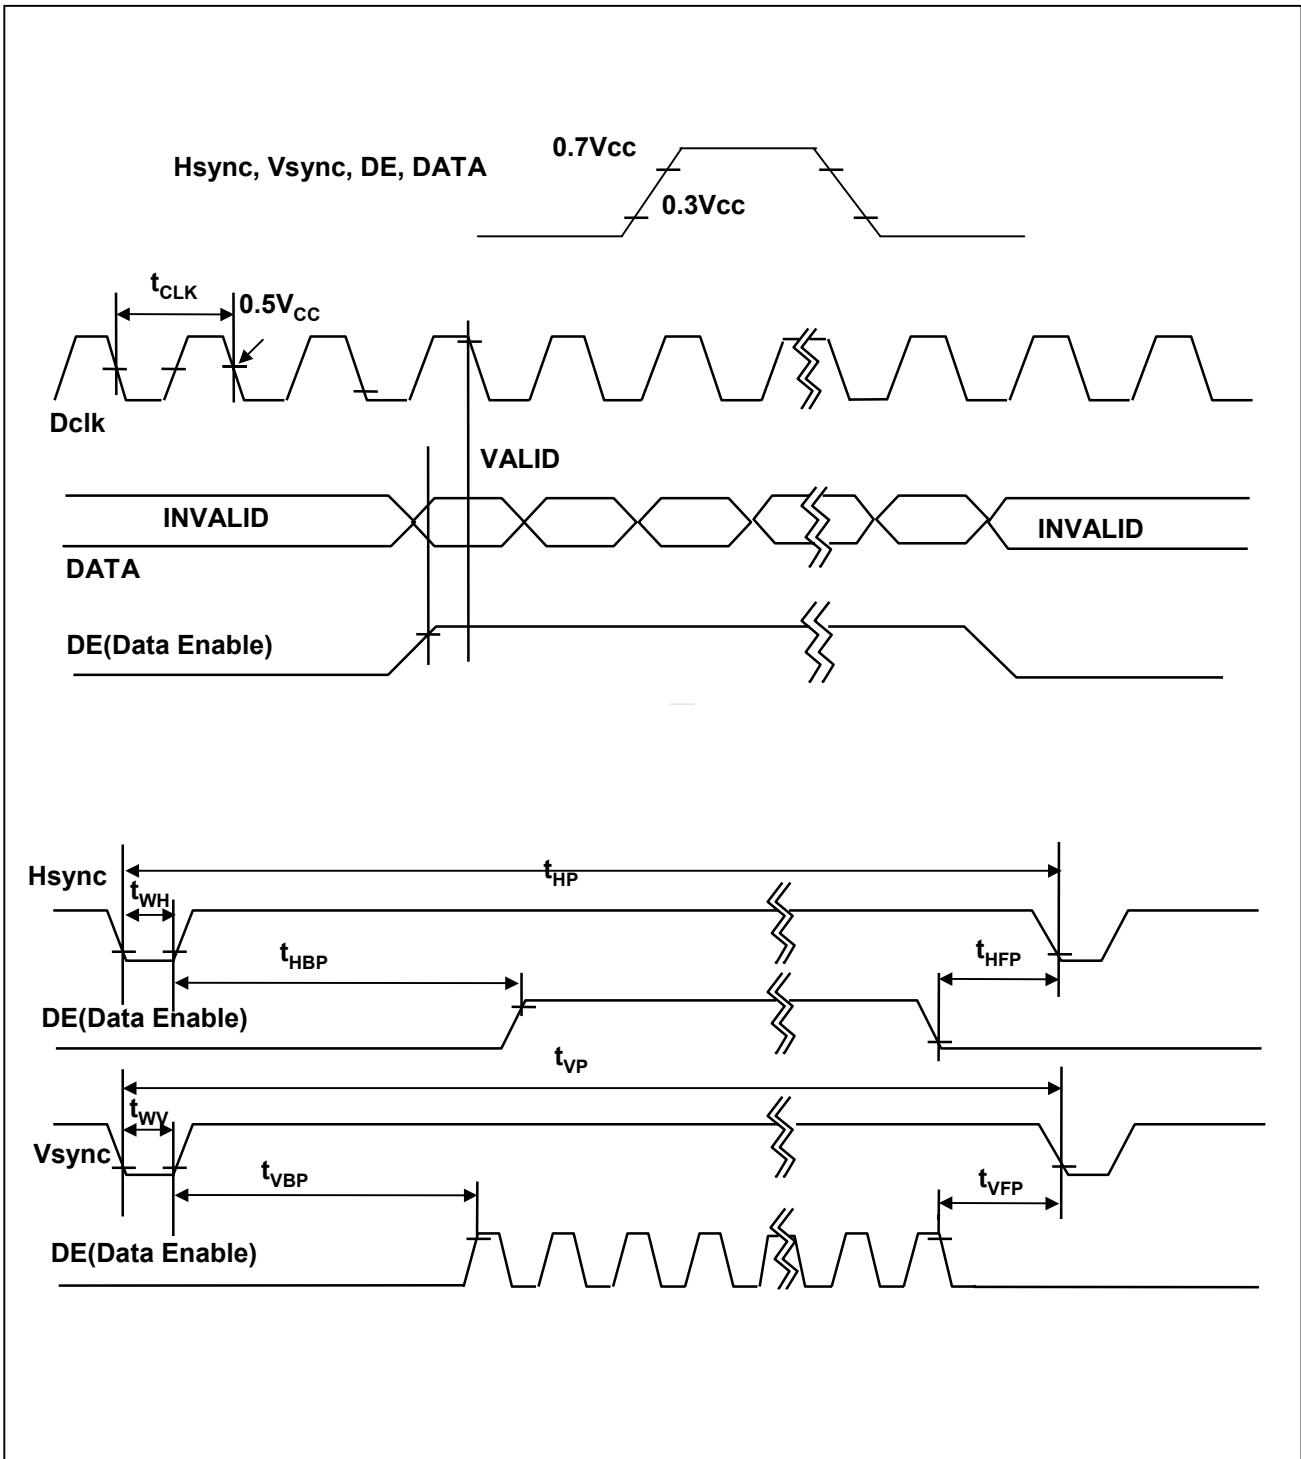 0.7Vcc
Hsync, Vsync, DE, DATA
0.3Vcc
tCLK
0.5VCC
Dclk
VALID
INVALID
INVALID
DATA
DE(Data Enable)
tHP
Hsync
tWH
tHBP
tHFP
DE(Data Enable)
tVP
tWV
Vsync
tVBP
tVFP
DE(Data Enable)